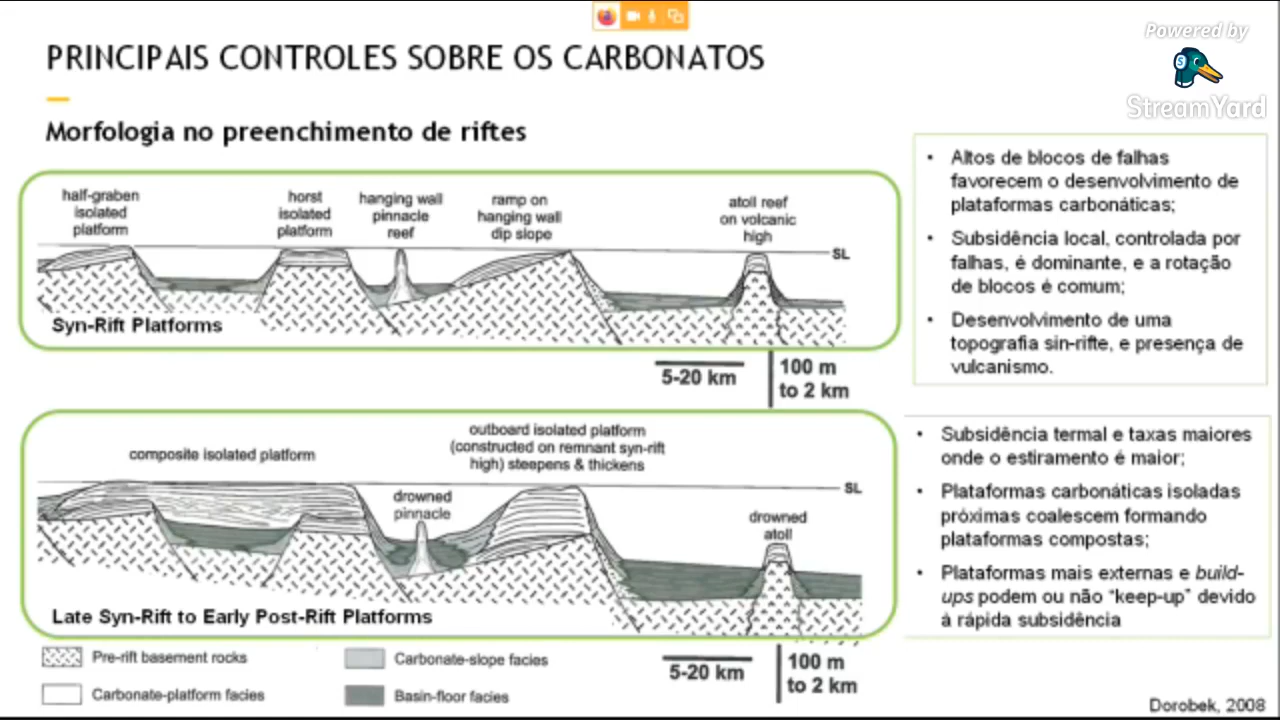 Powered by
StreamYard
PRINCIPAIS CONTROLES SOBRE OS CARBONATOS
Morfologia no preenchimento de riftes
half-graben
isolated
platform
horst
isolated
platform
hanging wall
pinnacle
reef
ramp on
hanging wall
dip slope
atoll reef
on volcanic
high
SL
Syn-Rift Platforms
5-20 km
100 m
to 2 km
• Altos de blocos de falhas
favorecem o desenvolvimento de
plataformas carbonáticas;
• Subsidência local, controlada por
falhas, é dominante, e a rotação
de blocos é comum;
• Desenvolvimento de uma
topografia sin-rifte, e presença de
vulcanismo.
composite isolated platform
outboard isolated platform
(constructed on remnant syn-rift
high) steepens & thickens
drowned
pinnacle
SL
drowned
atoll
Late Syn-Rift to Early Post-Rift Platforms
• Subsidência termal e taxas maiores
onde o estiramento é maior;
• Plataformas carbonáticas isoladas
próximas coalescem formando
plataformas compostas;
• Plataformas mais externas e build-
ups podem ou não “keep-up” devido
à rápida subsidência
Pre-rift basement rocks
Carbonate-slope facies
Carbonate-platform facies
Basin-floor facies
5-20 km
100 m
to 2 km
Dorobek, 2008